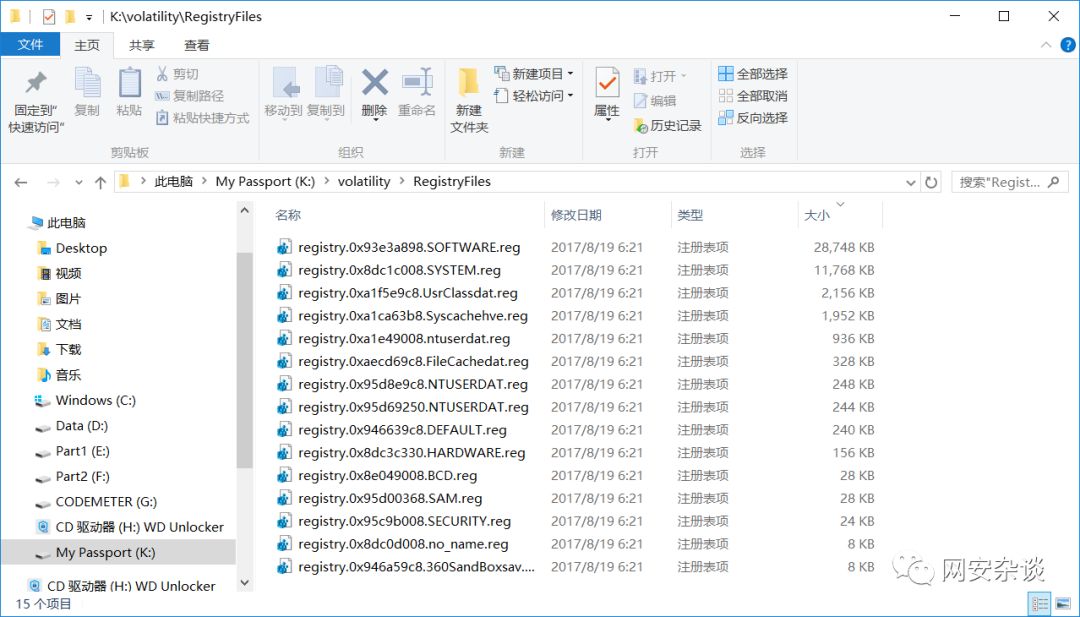 K:\volatility\RegistryFiles
文件 主页 共享 查看
固定到"快速访问"
复制
粘贴
剪切
复制路径
粘贴快捷方式
移动到
复制到
删除
重命名
新建文件夹
新建项目
轻松访问
属性
打开
编辑
历史记录
全部选择
全部取消
反向选择
剪贴板 组织 新建 打开 选择
此电脑 My Passport (K:) volatility RegistryFiles
搜索"Regist...
此电脑
Desktop
视频
图片
文档
下载
音乐
Windows (C:)
Data (D:)
Part1 (E:)
Part2 (F:)
CODEMETER (G:)
CD 驱动器 (H:) WD Unlocker
My Passport (K:)
CD 驱动器 (H:) WD Unlocker
名称 修改日期 类型 大小
registry.0x93e3a898.SOFTWARE.reg 2017/8/19 6:21 注册表项 28,748 KB
registry.0x8dc1c008.SYSTEM.reg 2017/8/19 6:21 注册表项 11,768 KB
registry.0xa1f5e9c8.UsrClassdat.reg 2017/8/19 6:21 注册表项 2,156 KB
registry.0xa1ca63b8.Syscachehve.reg 2017/8/19 6:21 注册表项 1,952 KB
registry.0xa1e49008.ntuserdat.reg 2017/8/19 6:21 注册表项 936 KB
registry.0xaecd69c8.FileCachedat.reg 2017/8/19 6:21 注册表项 328 KB
registry.0x95d8e9c8.NTUSERDAT.reg 2017/8/19 6:21 注册表项 248 KB
registry.0x95d69250.NTUSERDAT.reg 2017/8/19 6:21 注册表项 244 KB
registry.0x946639c8.DEFAULT.reg 2017/8/19 6:21 注册表项 240 KB
registry.0x8dc3c330.HARDWARE.reg 2017/8/19 6:21 注册表项 156 KB
registry.0x8e049008.BCD.reg 2017/8/19 6:21 注册表项 28 KB
registry.0x95d00368.SAM.reg 2017/8/19 6:21 注册表项 28 KB
registry.0x95c9b008.SECURITY.reg 2017/8/19 6:21 注册表项 24 KB
registry.0x8dc0d008.no_name.reg 2017/8/19 6:21 注册表项 8 KB
registry.0x946a59c8.360SandBoxsav.... 2017/8/19 6:21 注册表项 8 KB
网安杂谈
15 个项目